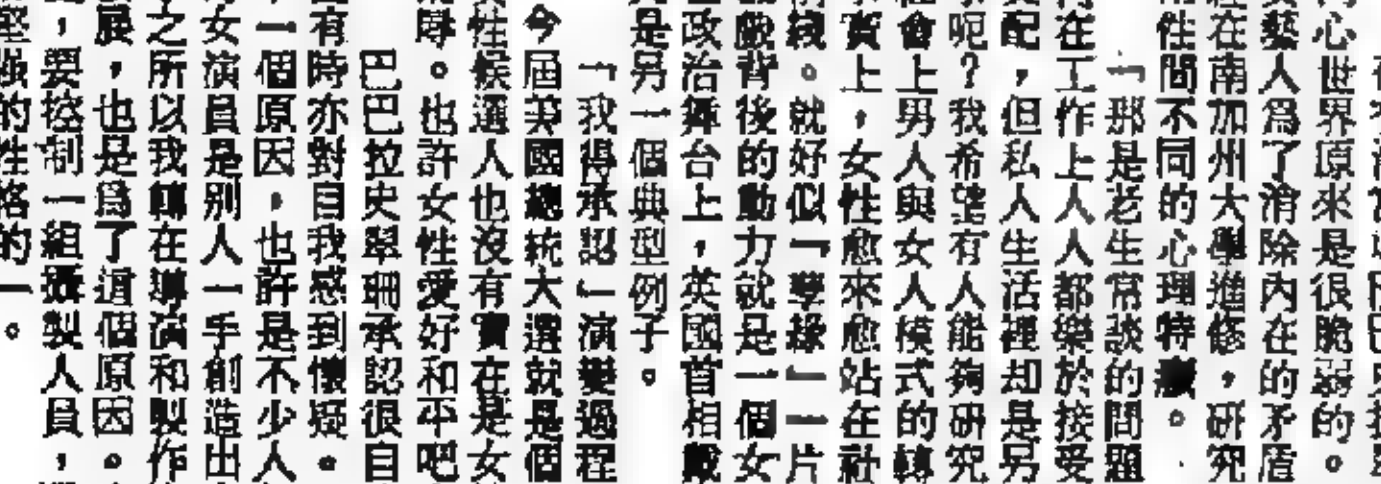 心世界原來是很脆弱的。
藝人爲了消除內在的矛盾
在南加州大學進修，研究
性間不同的心理特徵。
「那是老生常談的問題
在工作上人人都樂於接受
配，但私人生活裡却是另
呢？我希望有人能夠研究
會上男人與女人模式的轉
實上，女性愈來愈站在社
線。就好似「孽緣」一片
戲背後的動力就是一個女
政治舞台上，英國首相戴
是另一個典型例子。
「我得承認」演變過程
今屆美國總統大選就是個
性候選人也沒有實在是女
辱。也許女性愛好和平吧
巴巴拉史翠珊承認很自
有時亦對自我感到懷疑。
一個原因，也許是不少人
女演員是別人一手創造出
之所以我轉在導演和製作
展，也是爲了這個原因。
，要控制一組攝製人員，
強的性格的一。